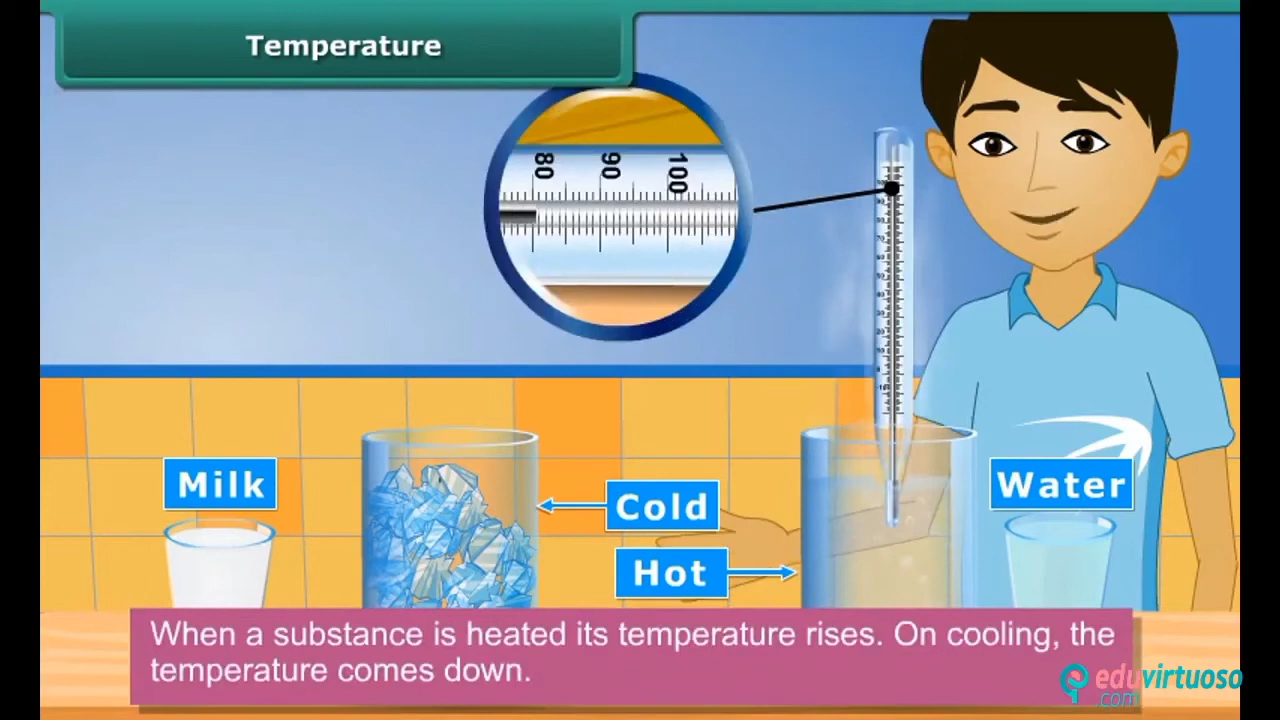 Temperature
80 90 100
Milk
Cold
Hot
Water
When a substance is heated its temperature rises. On cooling, the
temperature comes down.
eduvirtuoso
.com